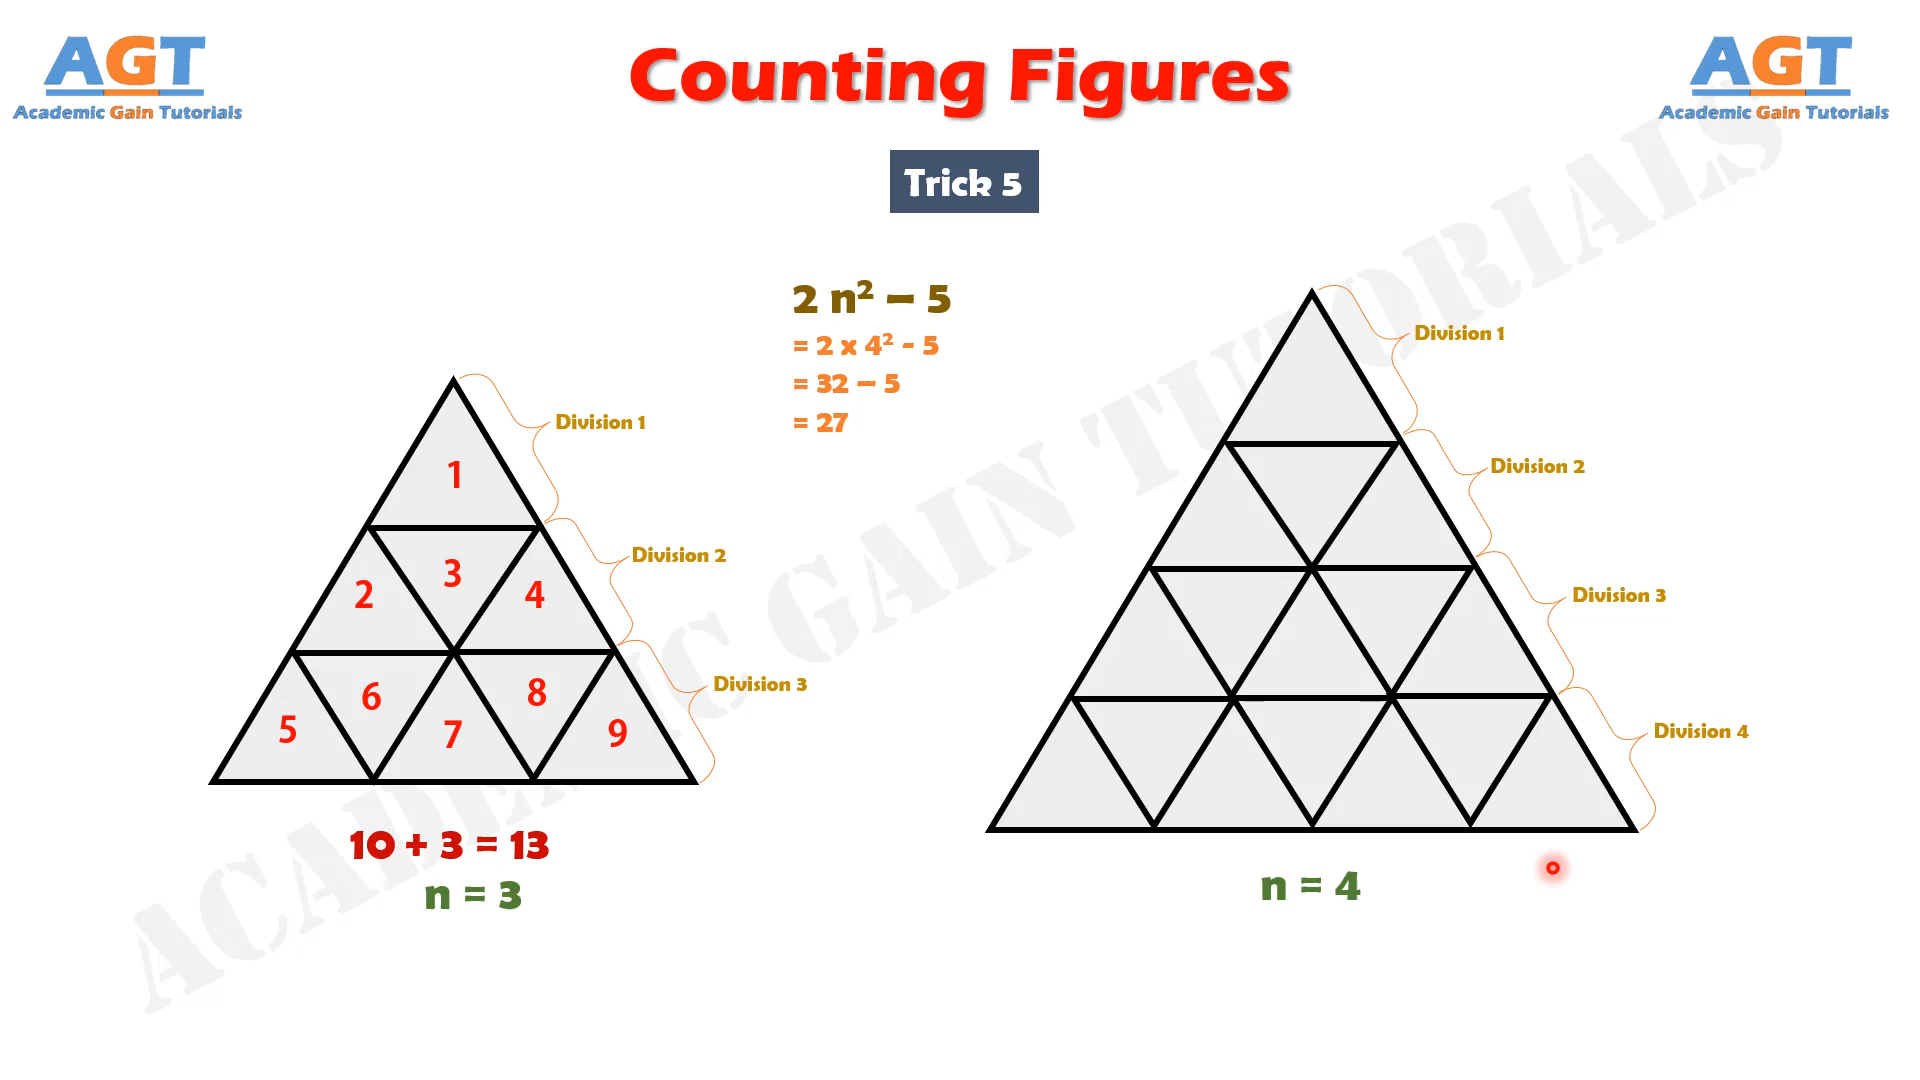 AGT
Academic Gain Tutorials
Counting Figures
AGT
Academic Gain Tutorials
Trick 5
2 n² – 5
= 2 x 4² - 5
= 32 – 5
= 27
Division 1
Division 2
Division 3
1
2
3
4
5
6
7
8
9
10 + 3 = 13
n = 3
Division 1
Division 2
Division 3
Division 4
n = 4
ACADEMIC GAIN TUTORIALS